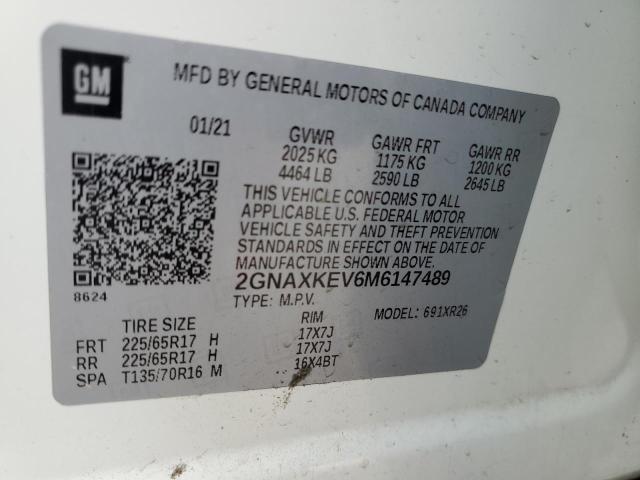 GM
MFD BY GENERAL MOTORS OF CANADA COMPANY
01/21 GVWR GAWR FRT GAWR RR
2025 KG 1175 KG 1200 KG
4464 LB 2590 LB 2645 LB
THIS VEHICLE CONFORMS TO ALL
APPLICABLE U.S. FEDERAL MOTOR
VEHICLE SAFETY AND THEFT PREVENTION
STANDARDS IN EFFECT ON THE DATE OF
MANUFACTURE SHOWN ABOVE.
8624 2GNAXKEV6M6147489
TYPE: M.P.V. MODEL: 691XR26
TIRE SIZE RIM
FRT 225/65R17 H 17X7J
RR 225/65R17 H 17X7J
SPA T135/70R16 M 16X4BT